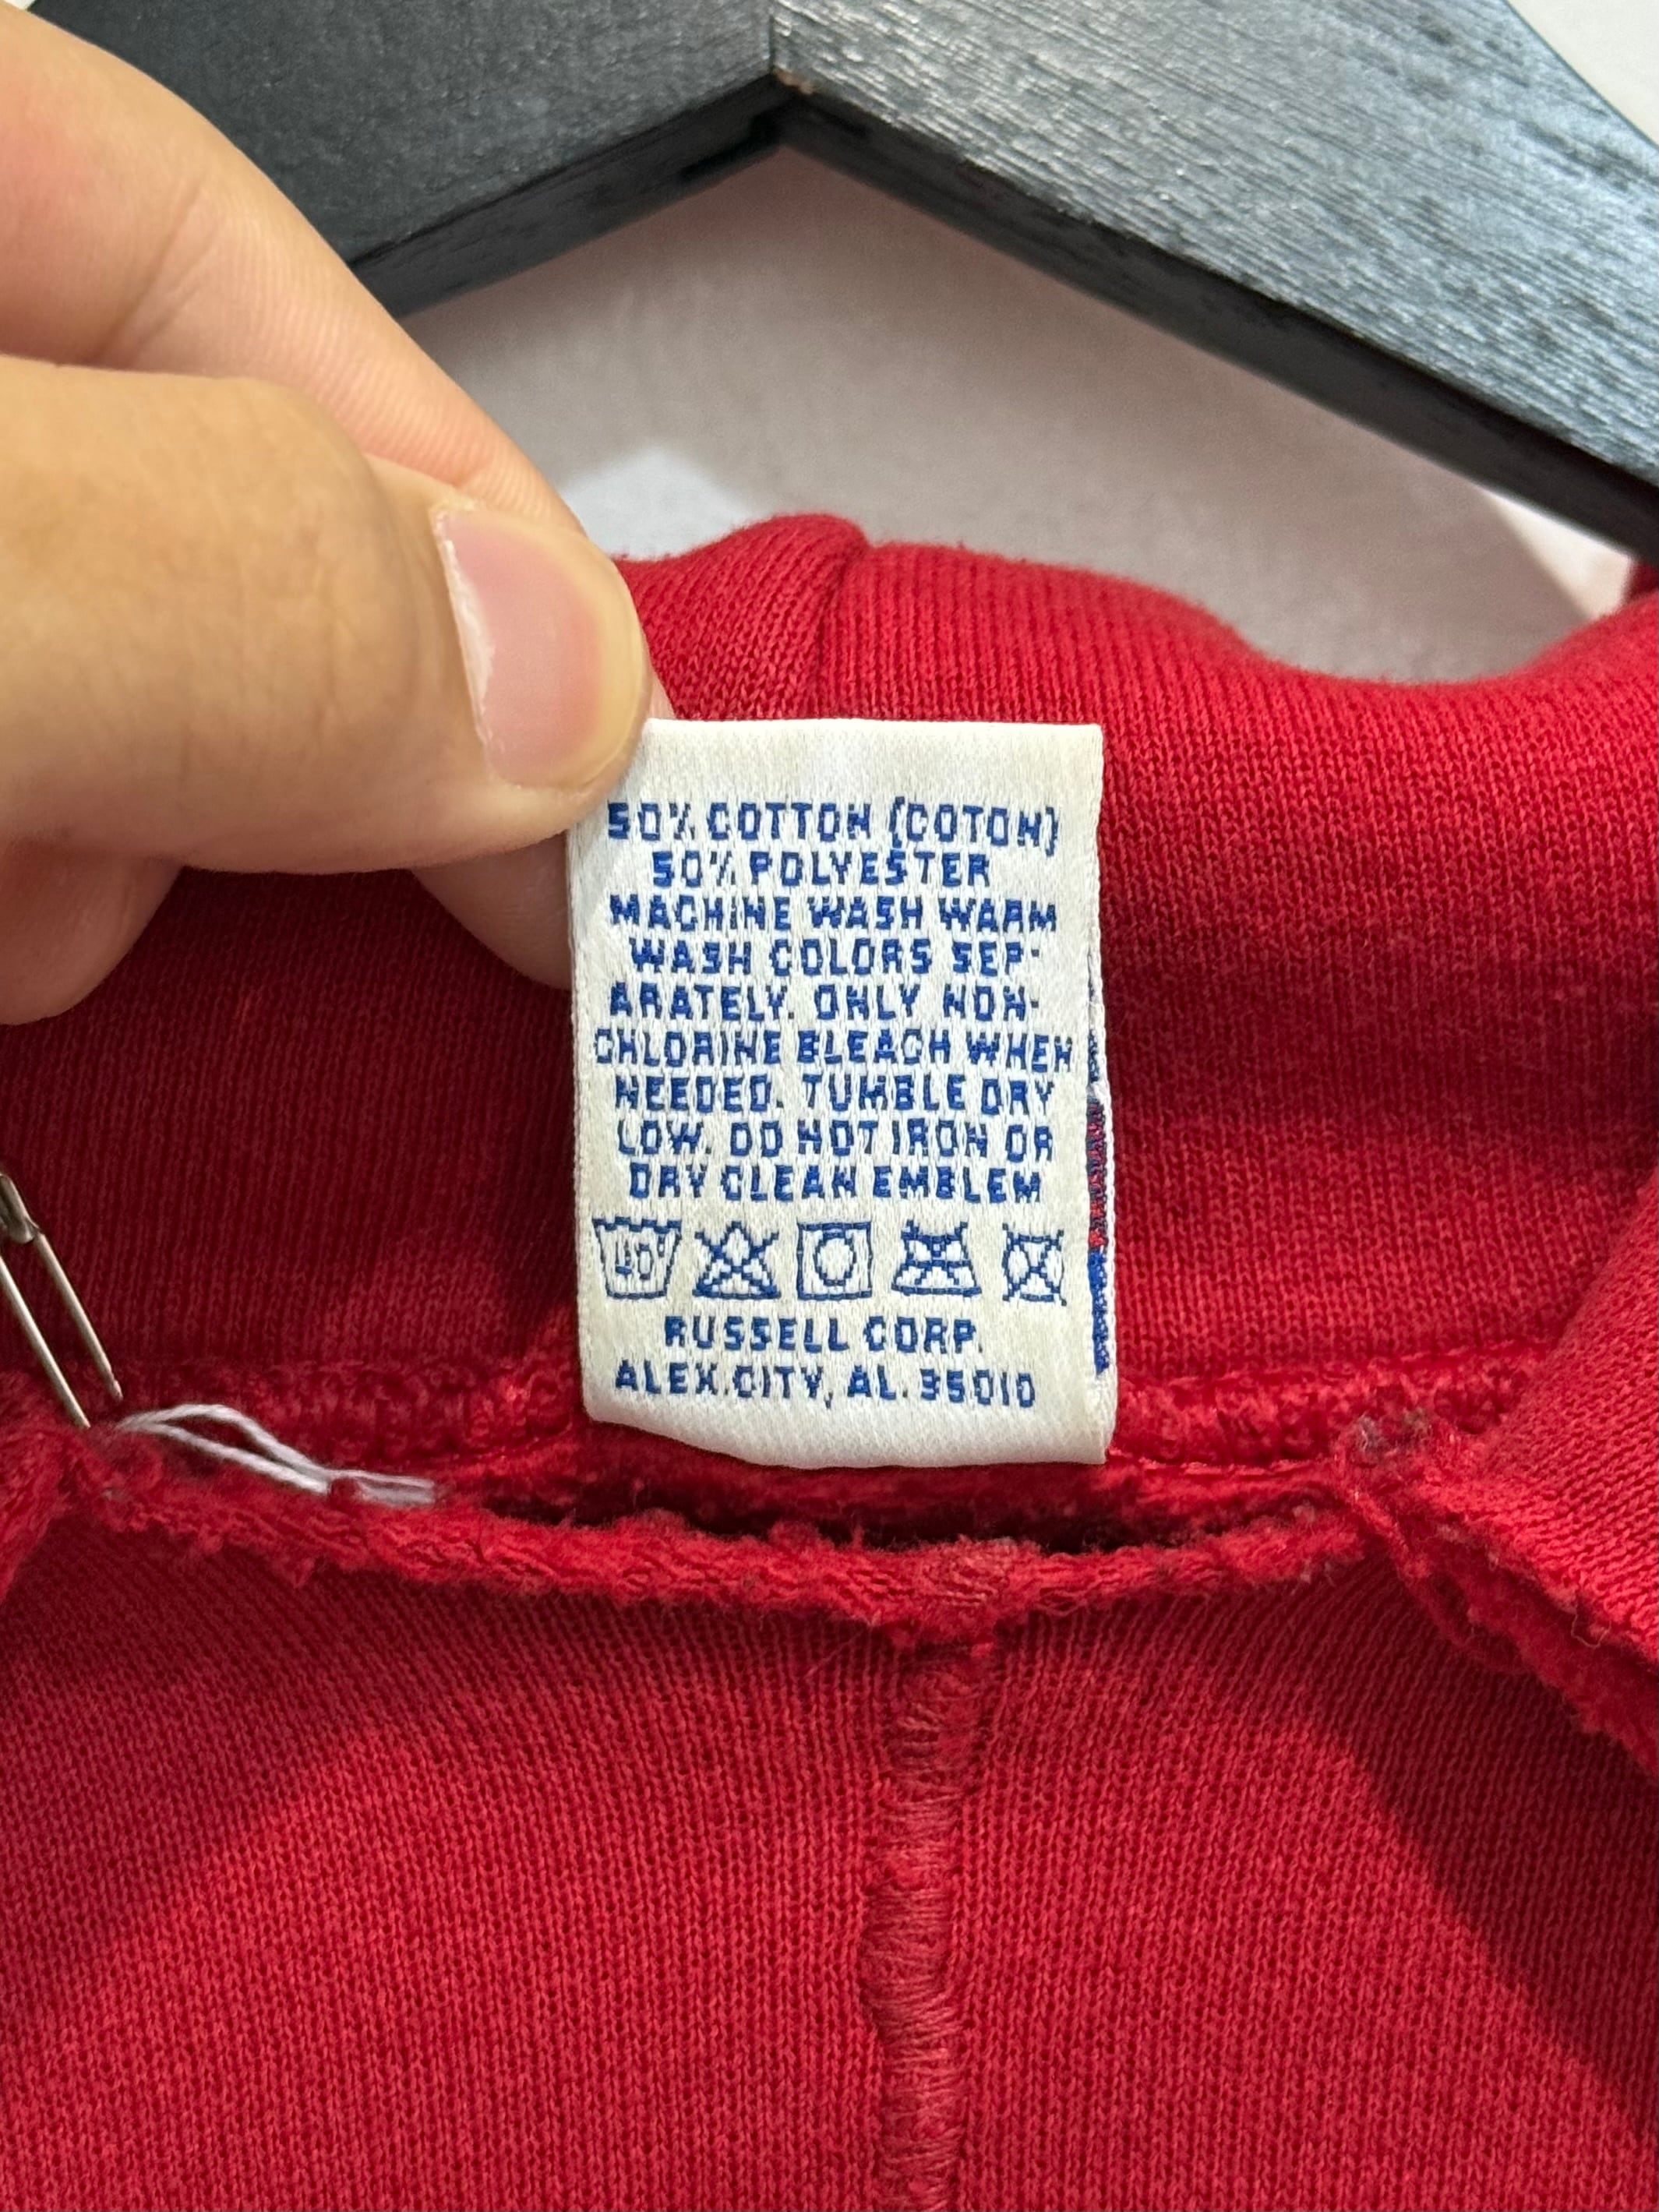 50% COTTON (COTON)
50% POLYESTER
MACHINE WASH WARM
WASH COLORS SEP-
ARATELY. ONLY NON-
CHLORINE BLEACH WHEN
NEEDED. TUMBLE DRY
LOW. DO NOT IRON OR
DRY CLEAN EMBLEM
40°
RUSSELL CORP.
ALEX.CITY, AL. 35010